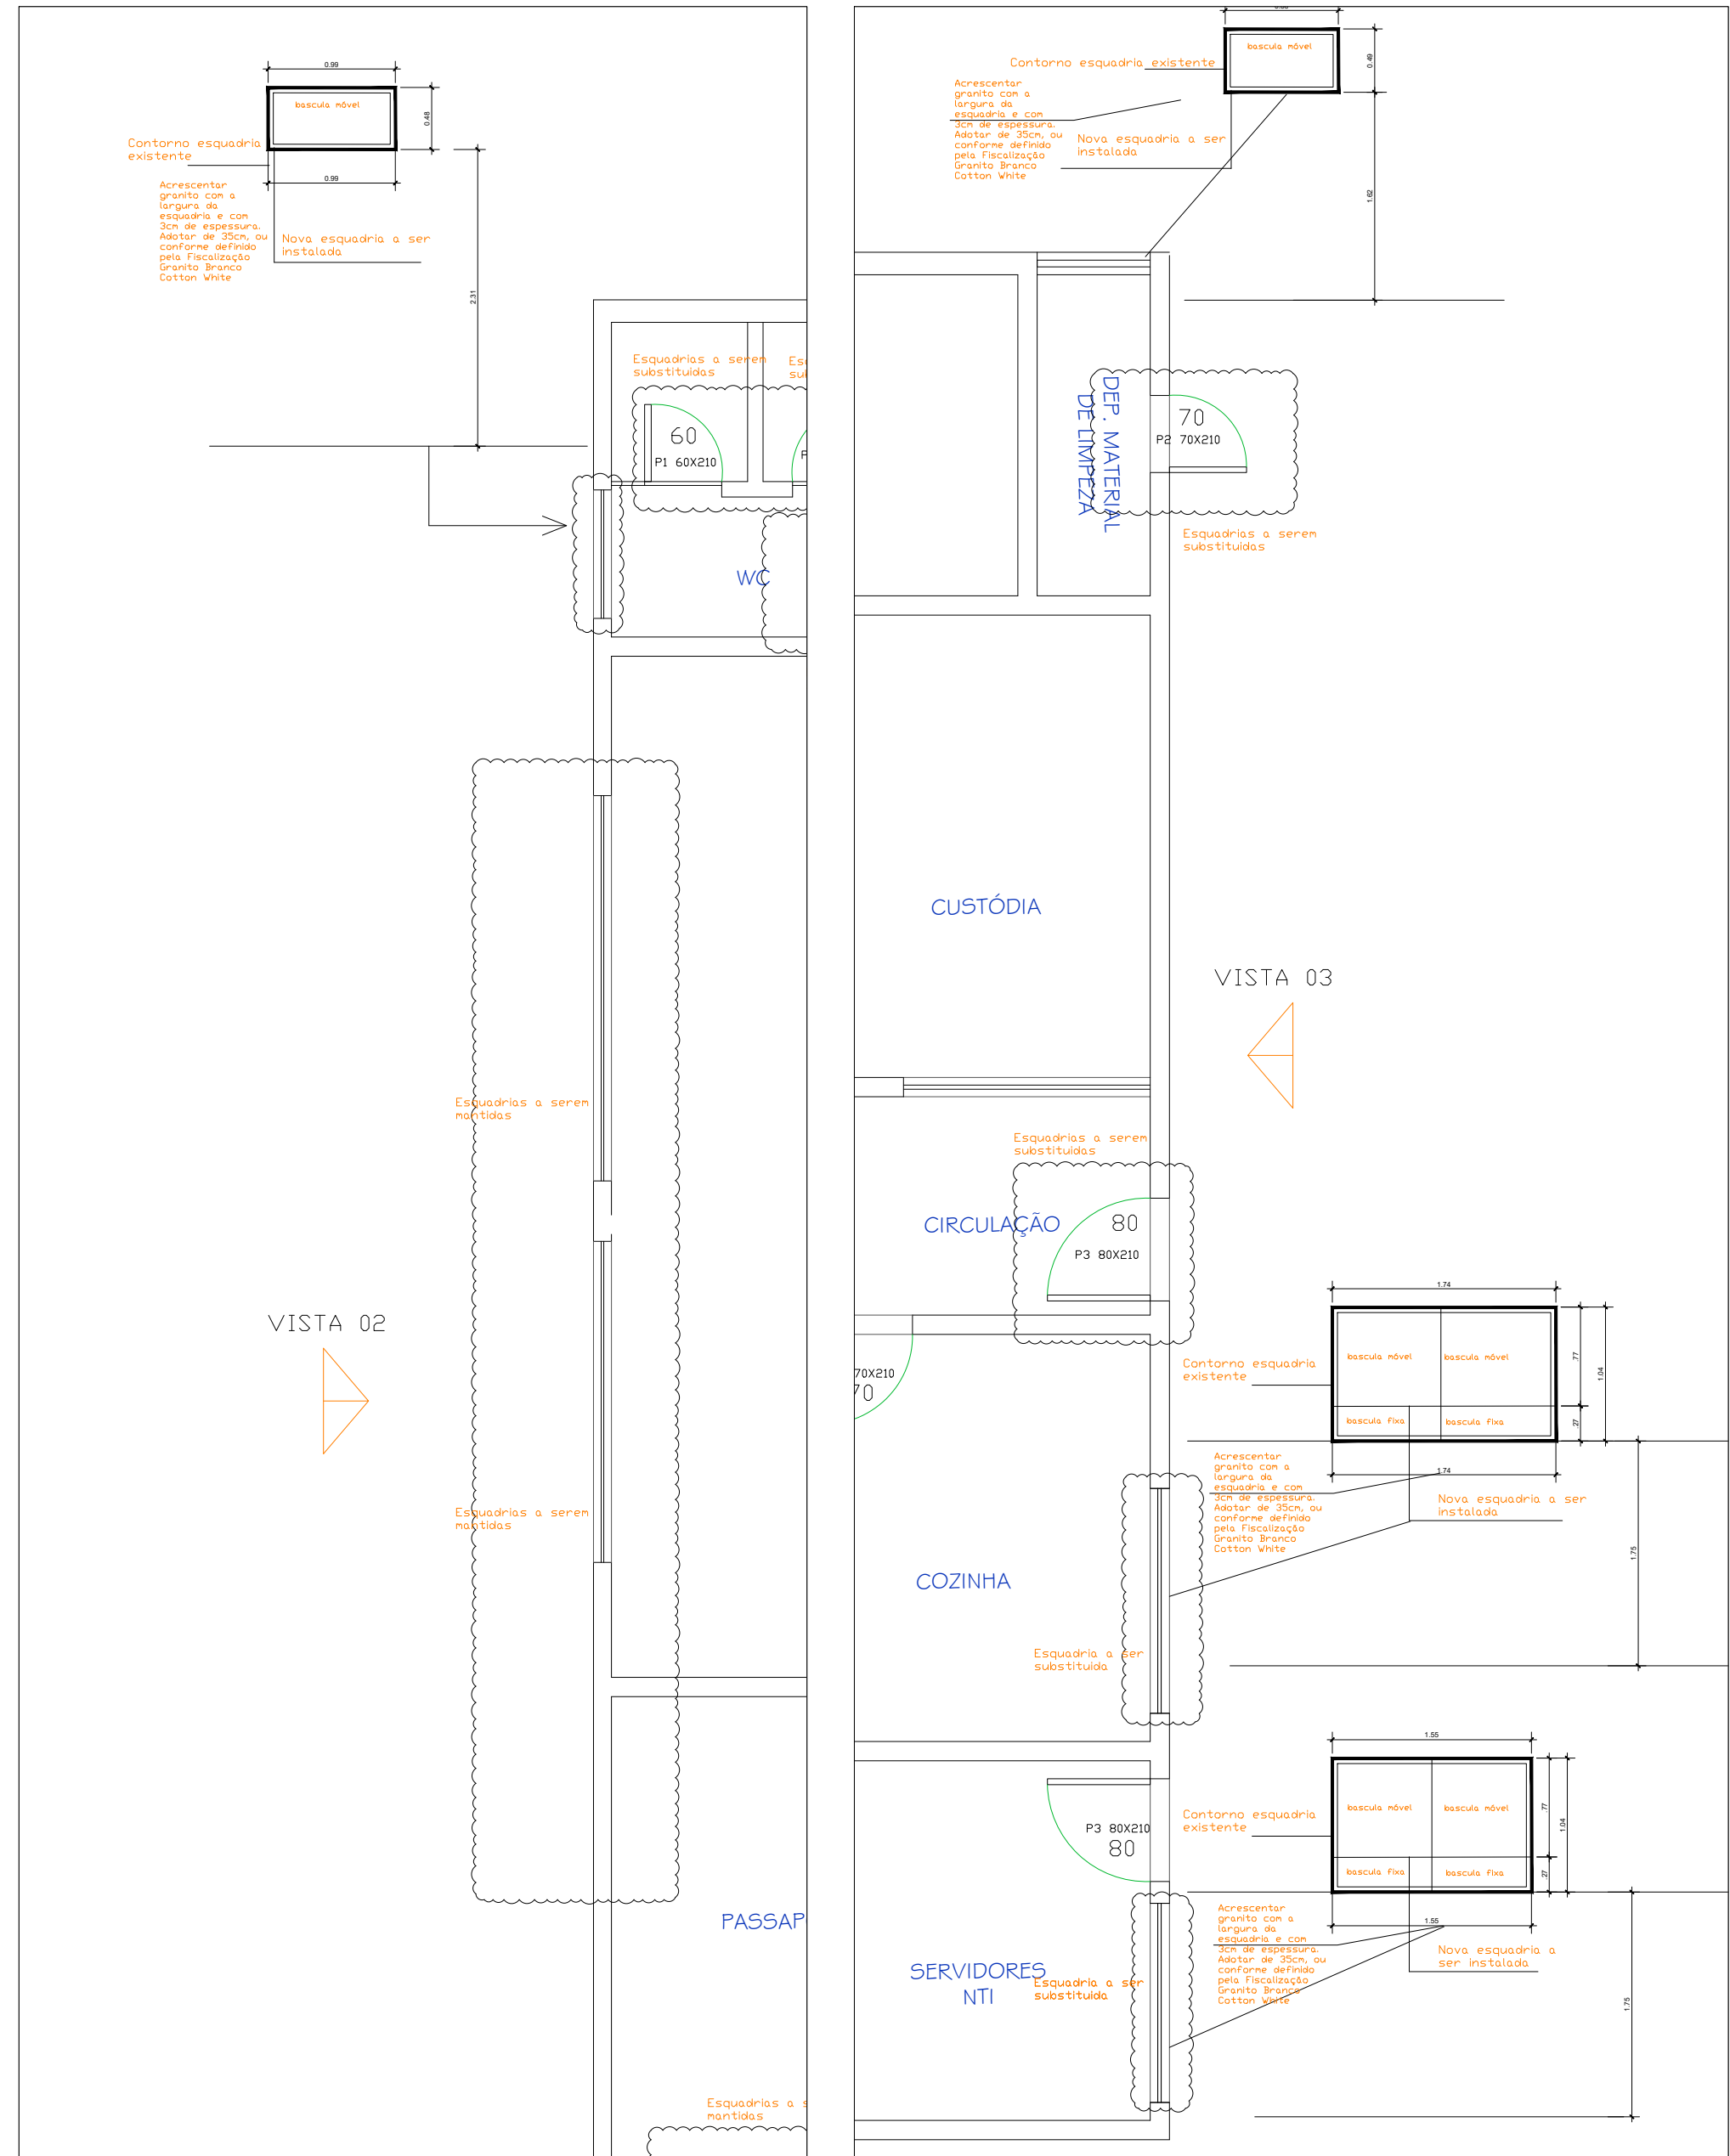 0.99
bascula móvel
0.48
Contorno esquadria
existente
0.99
Acrescentar
granito com a
largura da
esquadria e com
3cm de espessura.
Adotar de 35cm, ou
conforme definido
pela Fiscalização
Granito Branco
Cotton White
Nova esquadria a ser
instalada
2.31
Esquadrias a serem
substituidas
60
P1 60X210
WC
Esquadrias a serem
mantidas
VISTA 02
Esquadrias a serem
mantidas
PASSAP
Esquadrias a s
mantidas
bascula móvel
0.49
Contorno esquadria existente
Acrescentar
granito com a
largura da
esquadria e com
3cm de espessura.
Adotar de 35cm, ou
conforme definido
pela Fiscalização
Granito Branco
Cotton White
Nova esquadria a ser
instalada
1.62
DEP. MATERIAL
DE LIMPEZA
70
P2 70X210
Esquadrias a serem
substituidas
CUSTÓDIA
VISTA 03
Esquadrias a serem
substituidas
CIRCULAÇÃO
80
P3 80X210
70X210
70
1.74
bascula móvel
bascula móvel
.77
1.04
Contorno esquadria
existente
bascula fixa
bascula fixa
.27
1.74
Acrescentar
granito com a
largura da
esquadria e com
3cm de espessura.
Adotar de 35cm, ou
conforme definido
pela Fiscalização
Granito Branco
Cotton White
Nova esquadria a ser
instalada
1.75
COZINHA
Esquadria a ser
substituida
1.55
bascula móvel
bascula móvel
.77
1.04
Contorno esquadria
existente
P3 80X210
80
bascula fixa
bascula fixa
.27
1.55
Acrescentar
granito com a
largura da
esquadria e com
3cm de espessura.
Adotar de 35cm, ou
conforme definido
pela Fiscalização
Granito Branco
Cotton White
Nova esquadria a
ser instalada
1.75
SERVIDORES
NTI
Esquadria a ser
substituida